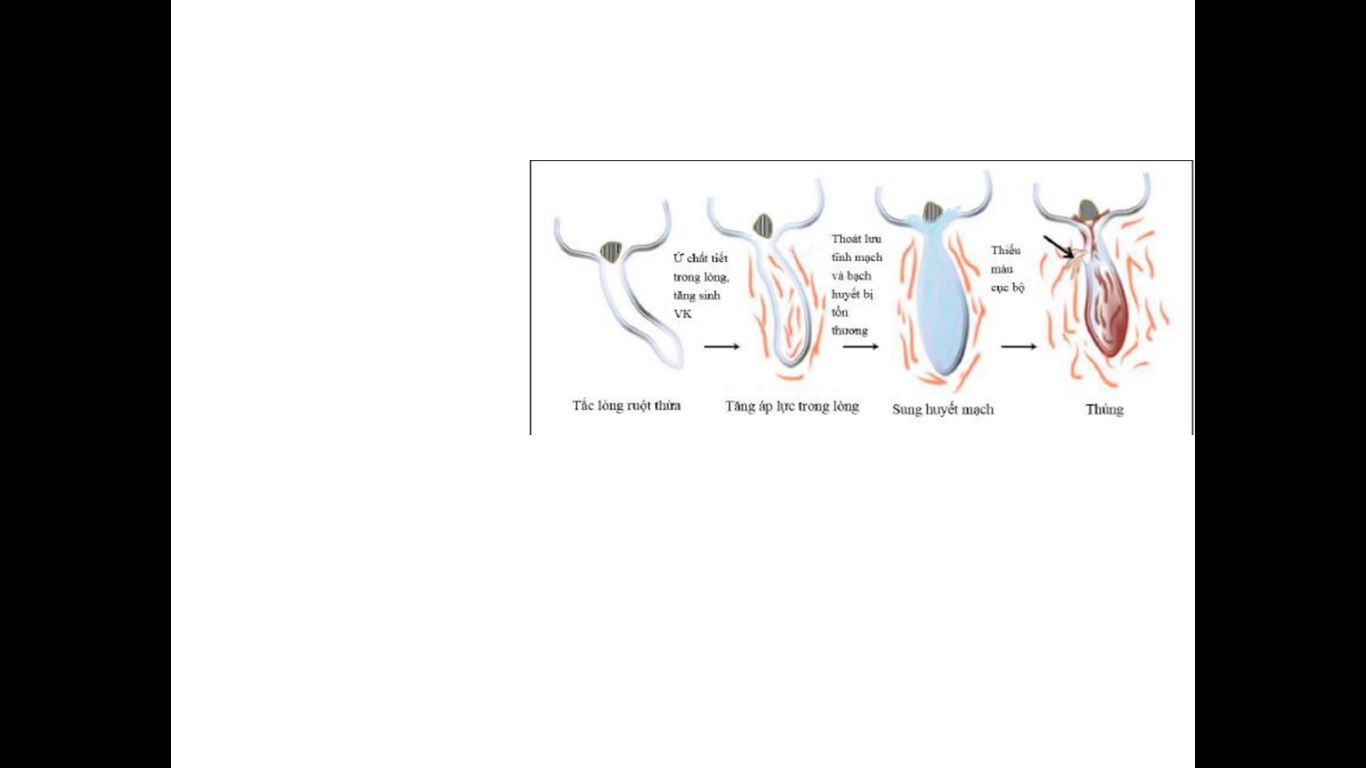 Ứ chất tiết
trong lòng,
tăng sinh
VK
Thoát lưu
tĩnh mạch
và bạch
huyết bị
tổn
thương
Thiếu
máu
cục bộ
Tắc lòng ruột thừa
Tăng áp lực trong lòng
Sung huyết mạch
Thủng